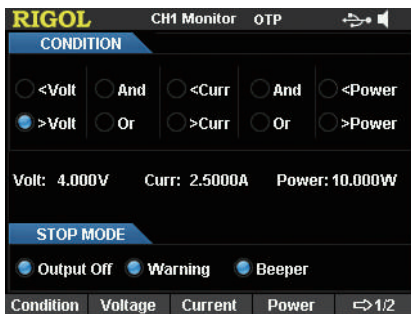 RIGOL CH1 Monitor OTP
CONDITION
<Volt And <Curr And <Power
>Volt Or >Curr Or >Power
Volt: 4.000V Curr: 2.5000A Power: 10.000W
STOP MODE
Output Off Warning Beeper
Condition Voltage Current Power ⇨1/2